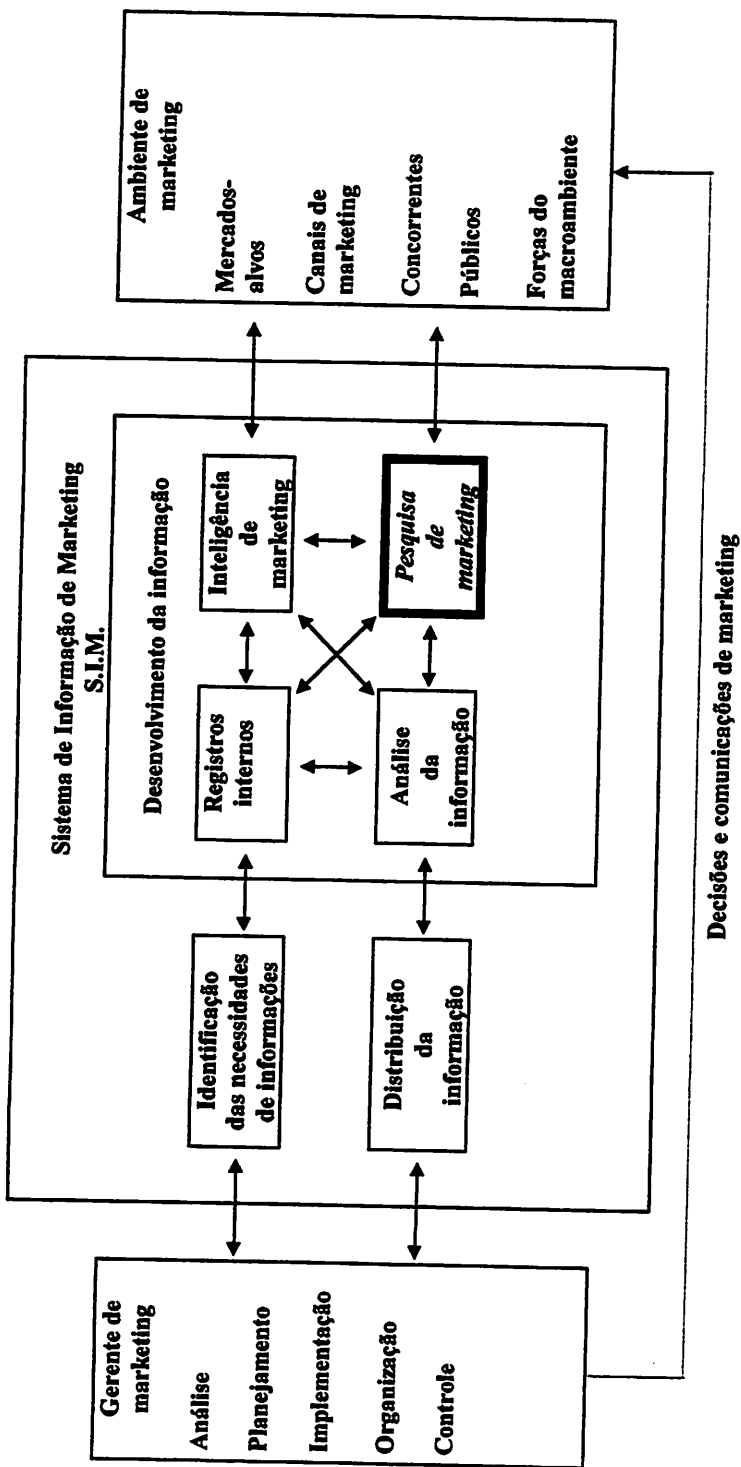 Sistema de Informação de Marketing
S.I.M.
Gerente de
marketing
Análise
Planejamento
Implementação
Organização
Controle
Identificação
das necessidades
de informações
Distribuição
da
informação
Desenvolvimento da informação
Registros
internos
Inteligência
de
marketing
Análise
da
informação
Pesquisa
de
marketing
Ambiente de
marketing
Mercados-
alvos
Canais de
marketing
Concorrentes
Públicos
Forças do
macroambiente
Decisões e comunicações de marketing